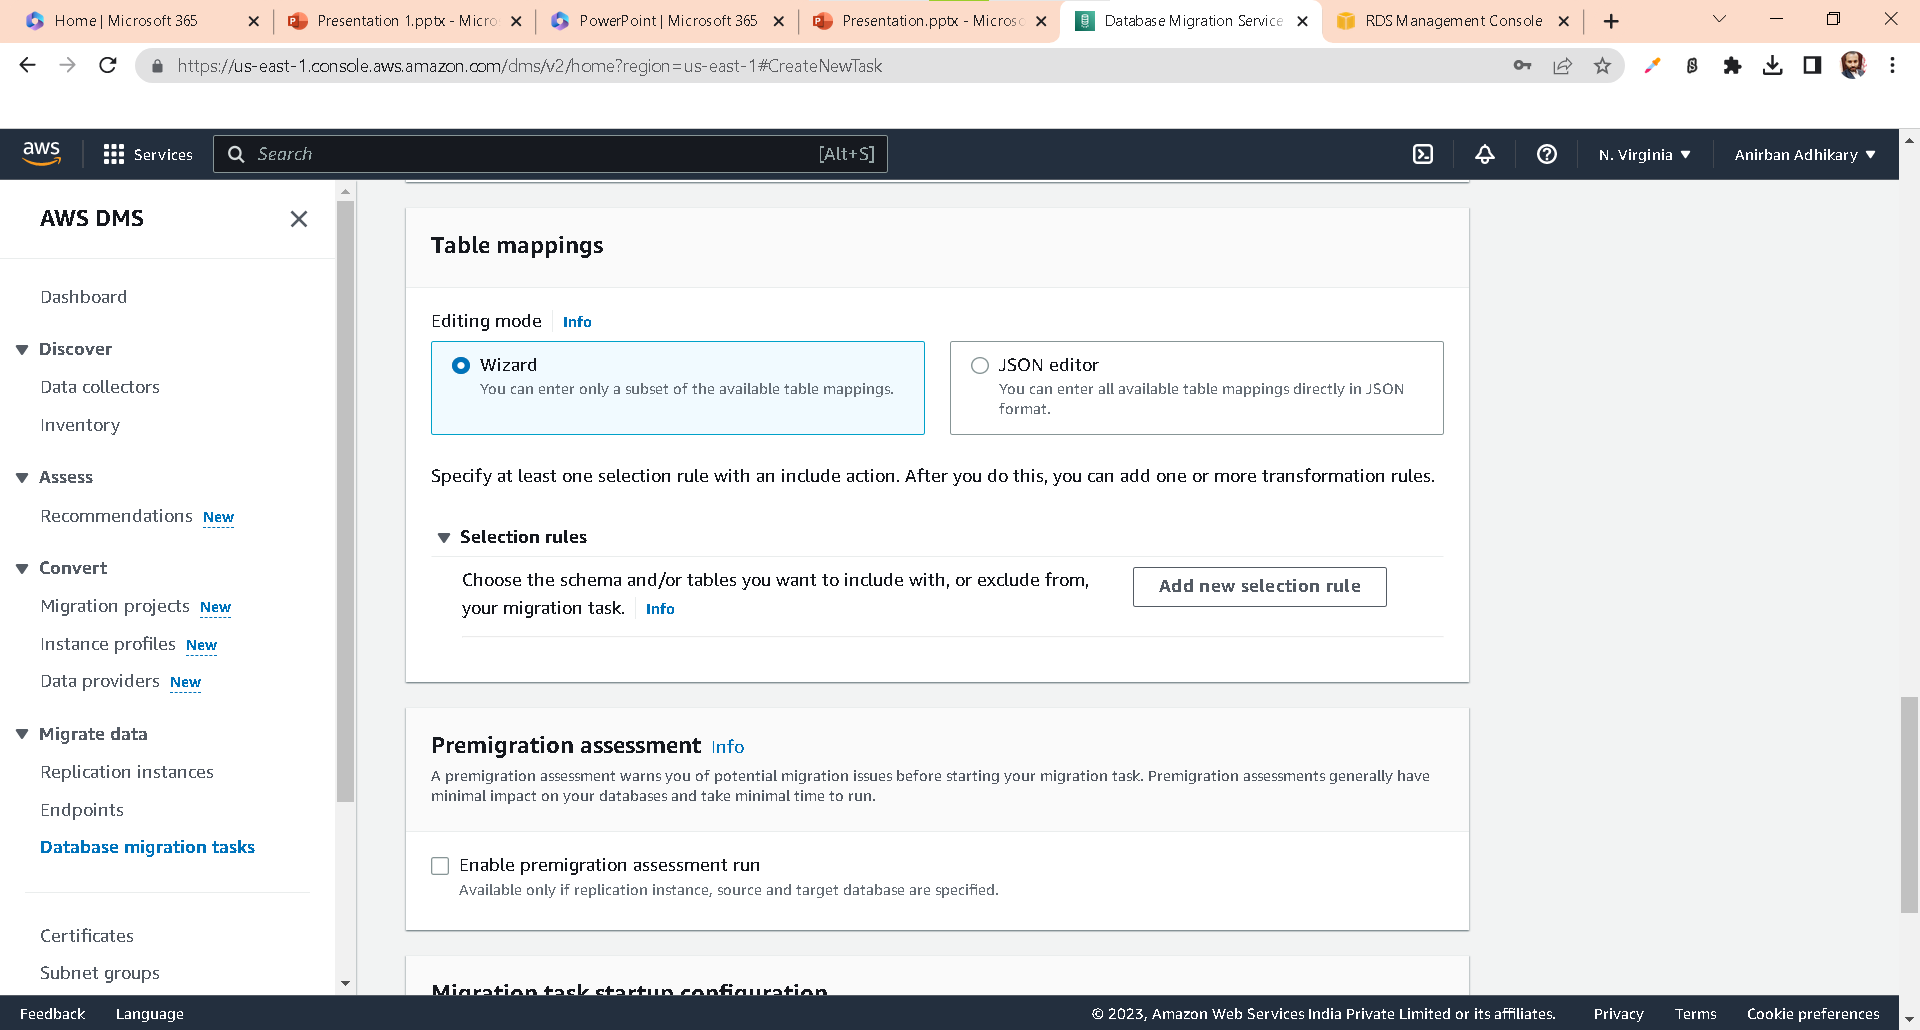 Home | Microsoft 365
Presentation 1.pptx - Micro
PowerPoint | Microsoft 365
Presentation.pptx - Micros
Database Migration Service
RDS Management Console
https://us-east-1.console.aws.amazon.com/dms/v2/home?region=us-east-1#CreateNewTask
aws
Services
Search
[Alt+S]
N. Virginia
Anirban Adhikary
AWS DMS
Dashboard
Discover
Data collectors
Inventory
Assess
Recommendations New
Convert
Migration projects New
Instance profiles New
Data providers New
Migrate data
Replication instances
Endpoints
Database migration tasks
Certificates
Subnet groups
Table mappings
Editing mode Info
Wizard
You can enter only a subset of the available table mappings.
JSON editor
You can enter all available table mappings directly in JSON
format.
Specify at least one selection rule with an include action. After you do this, you can add one or more transformation rules.
Selection rules
Choose the schema and/or tables you want to include with, or exclude from,
your migration task. Info
Add new selection rule
Premigration assessment Info
A premigration assessment warns you of potential migration issues before starting your migration task. Premigration assessments generally have
minimal impact on your databases and take minimal time to run.
Enable premigration assessment run
Available only if replication instance, source and target database are specified.
Migration task startup configuration
Feedback
Language
© 2023, Amazon Web Services India Private Limited or its affiliates.
Privacy
Terms
Cookie preferences